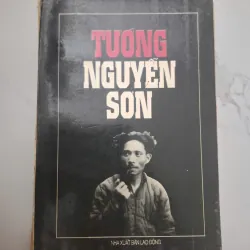 TƯỚNG
NGUYỄN
SƠN
NHÀ XUẤT BẢN LAO ĐỘNG